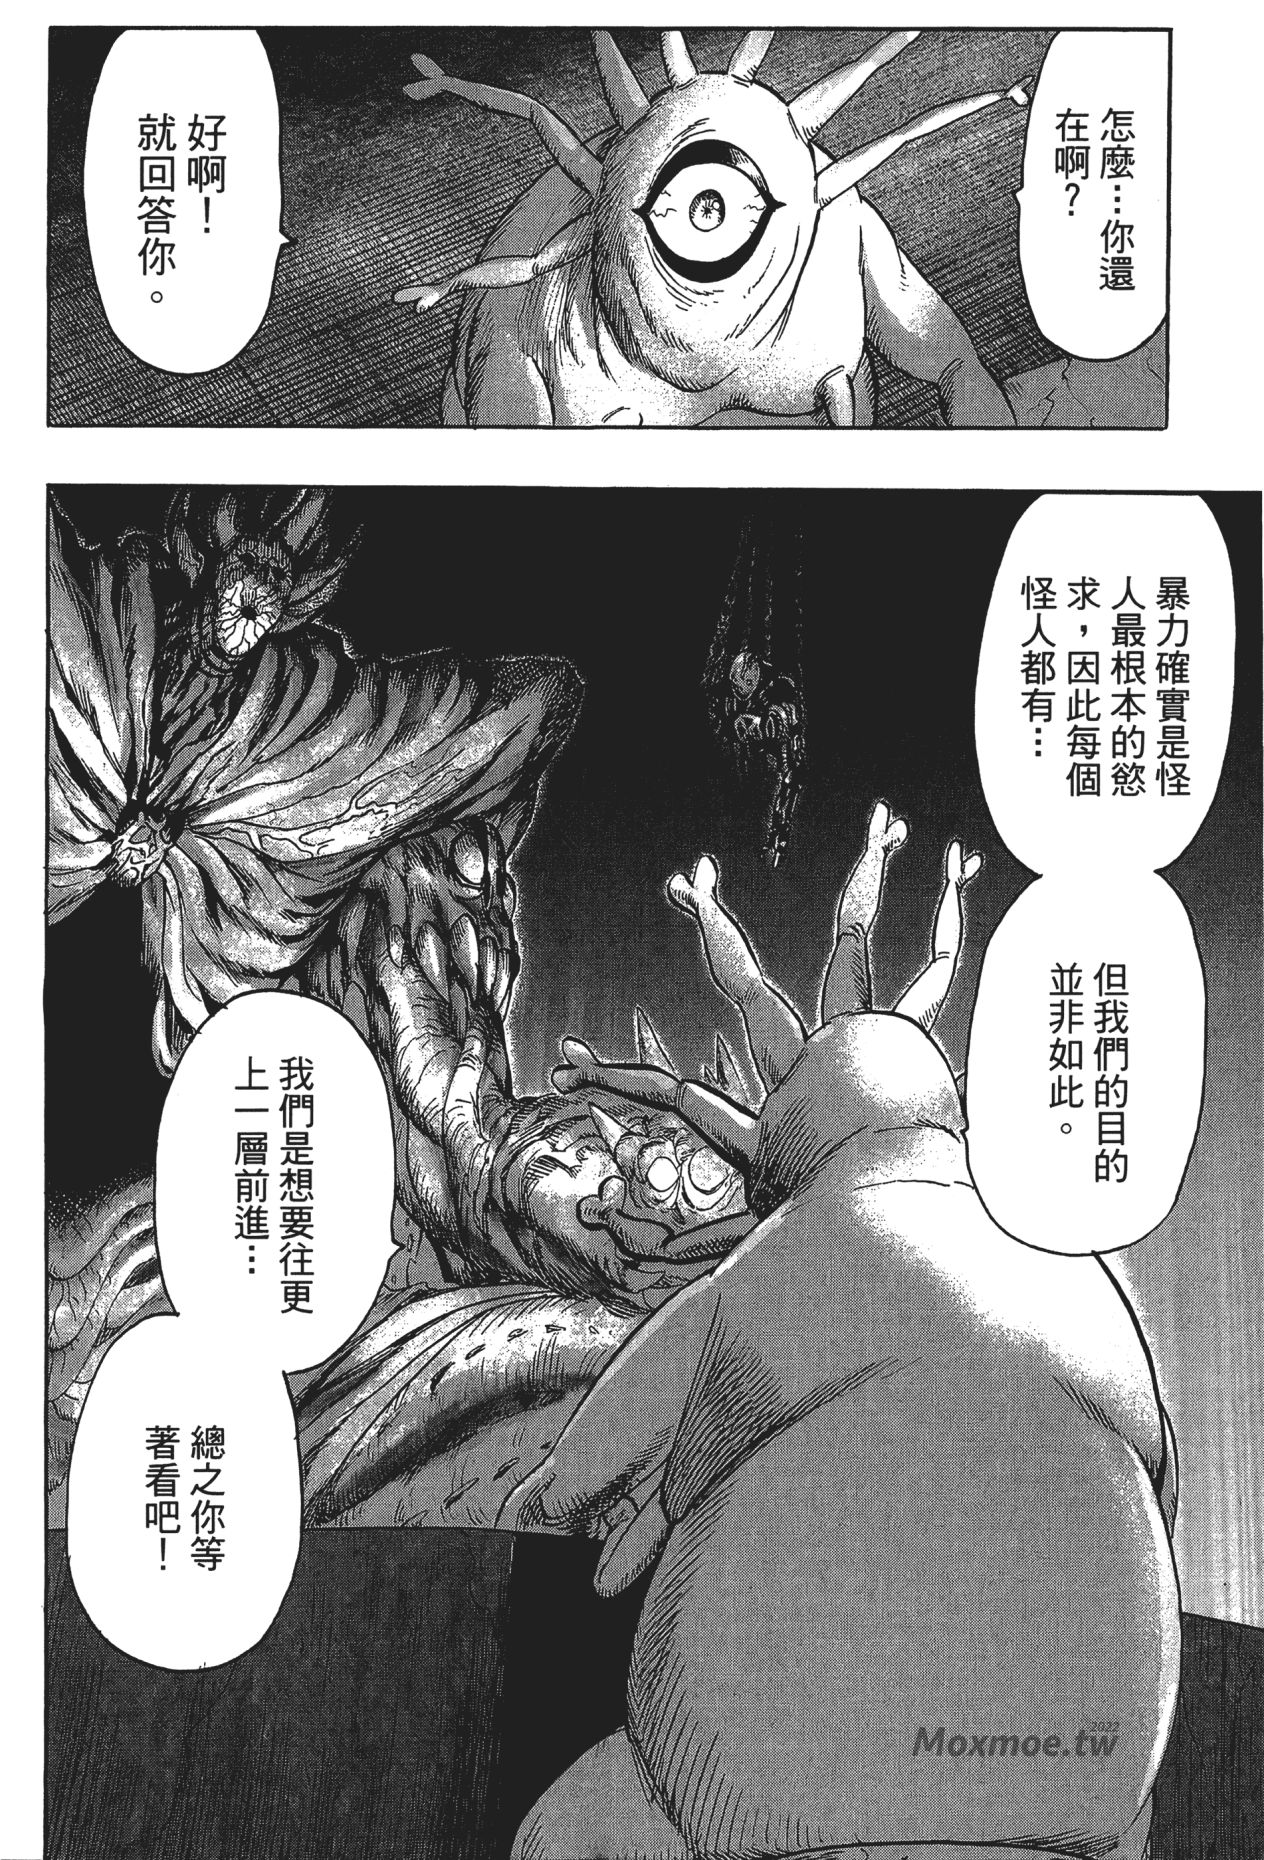 怎麼…你還
在啊？
好啊！
就回答你。
暴力確實是怪
人最根本的慾
求，因此每個
怪人都有…
但我們的目的
並非如此。
我們是想要往更
上一層前進…
總之你等
著看吧！
2022
Moxmoe.tw